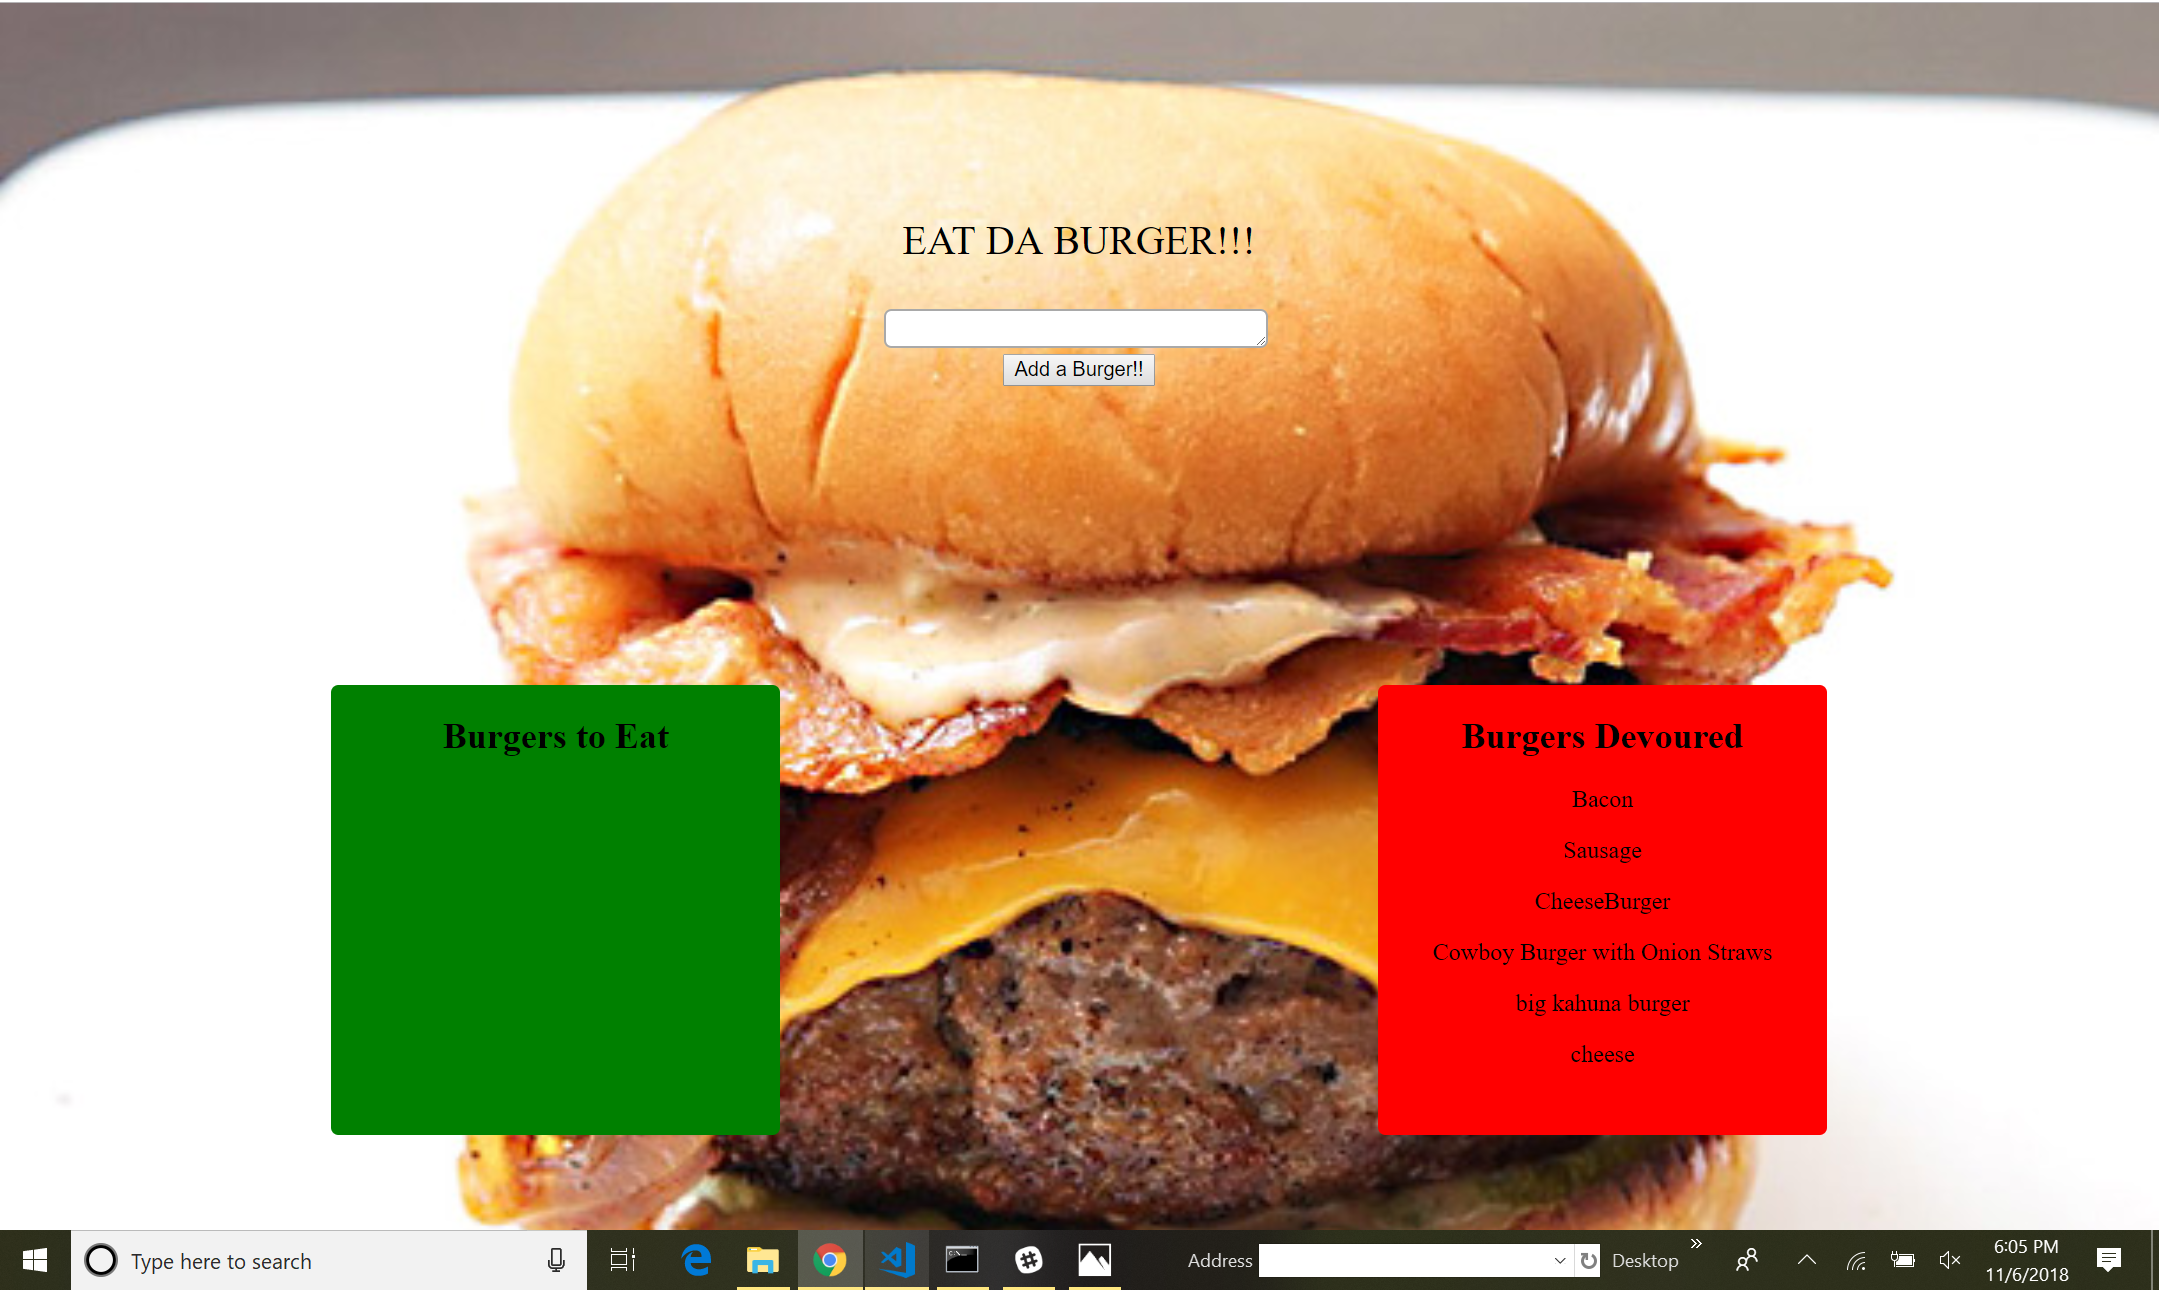 EAT DA BURGER!!!
Add a Burger!!
Burgers to Eat
Burgers Devoured
Bacon
Sausage
CheeseBurger
Cowboy Burger with Onion Straws
big kahuna burger
cheese
Type here to search
Address
Desktop
6:05 PM
11/6/2018